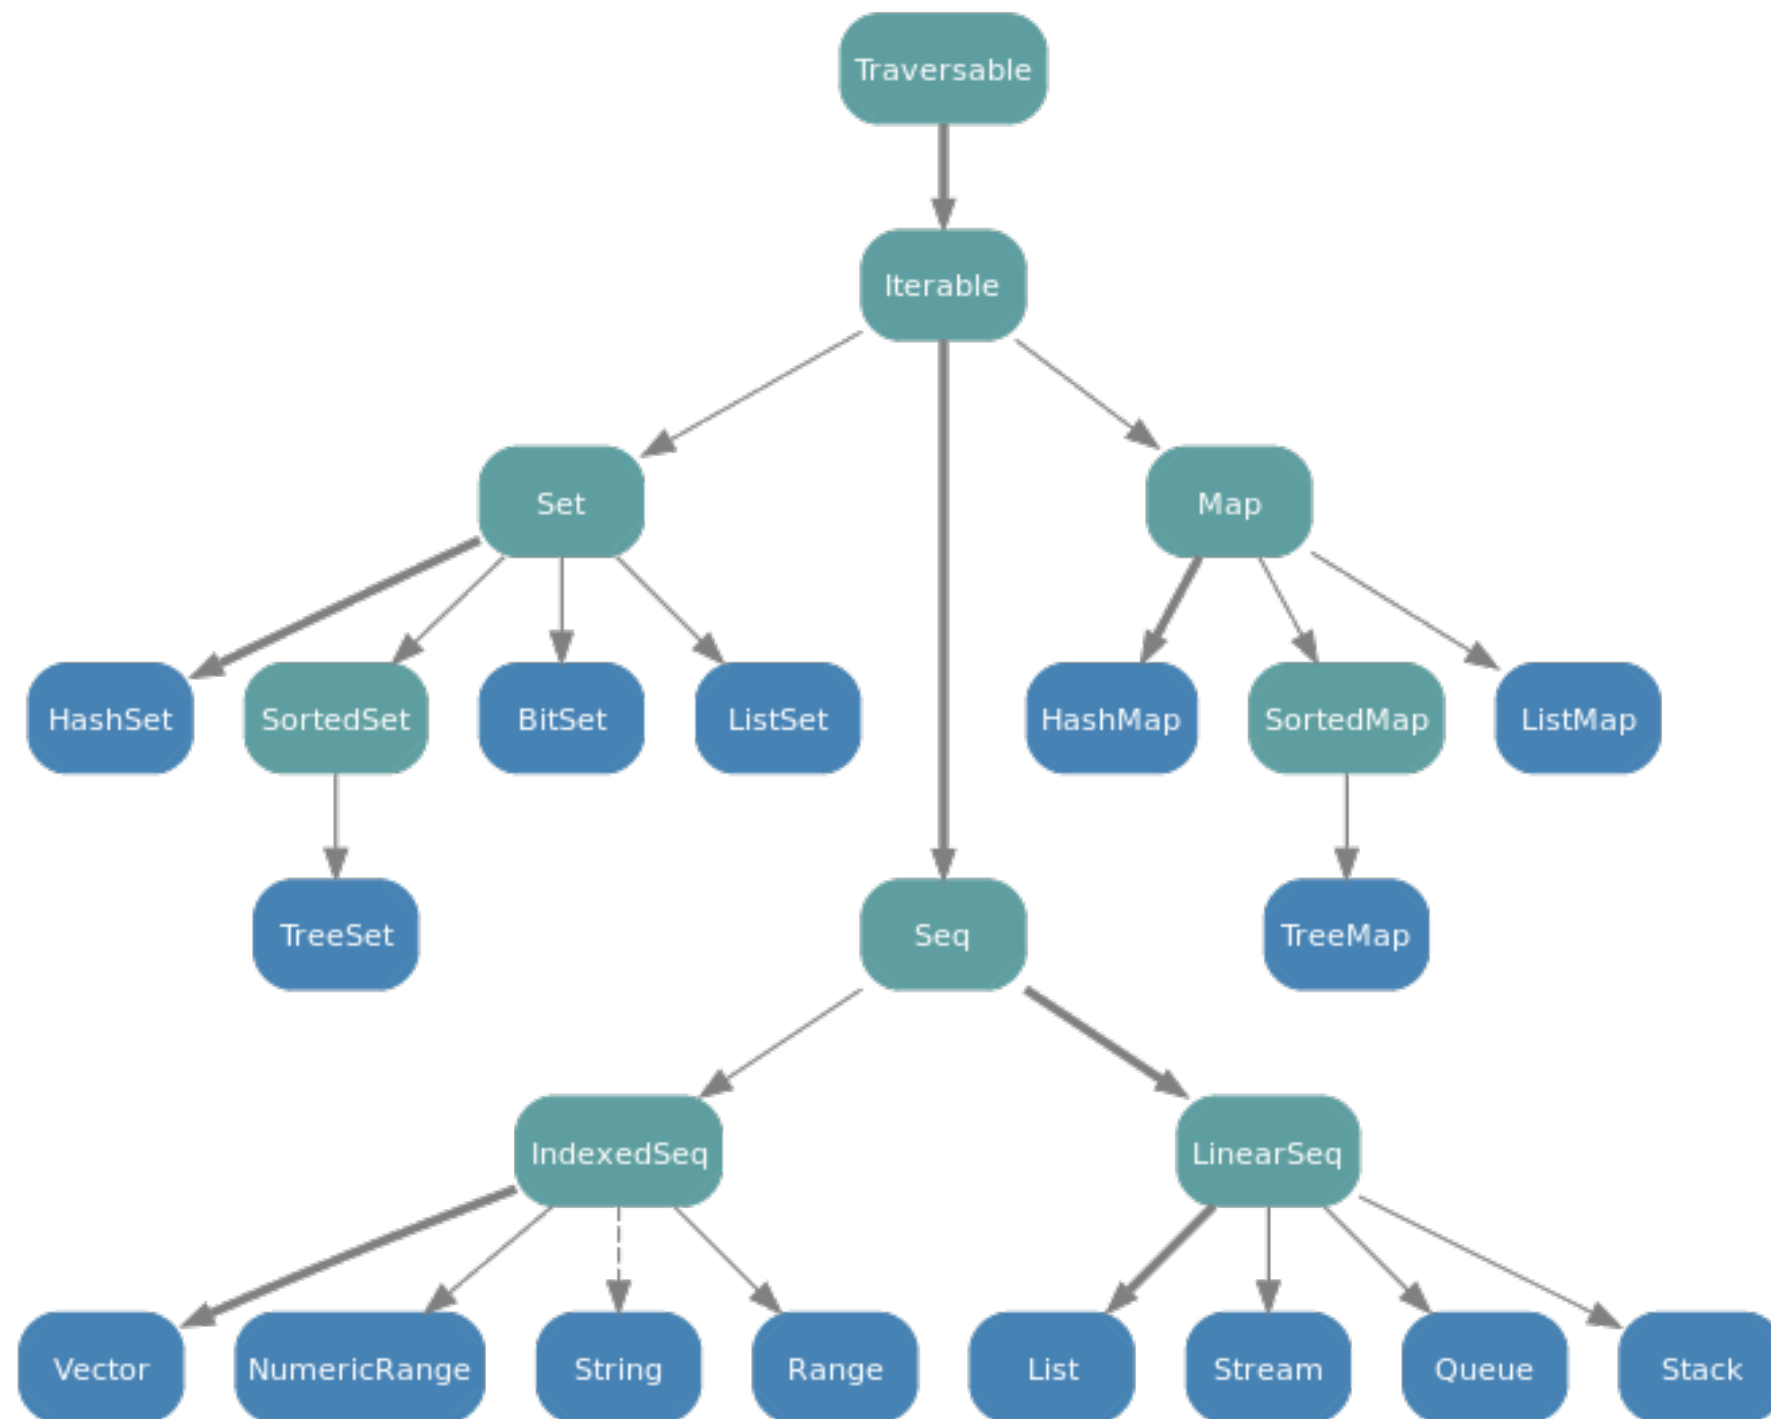 Traversable
Iterable
Set
Map
HashSet
SortedSet
BitSet
ListSet
HashMap
SortedMap
ListMap
TreeSet
Seq
TreeMap
IndexedSeq
LinearSeq
Vector
NumericRange
String
Range
List
Stream
Queue
Stack